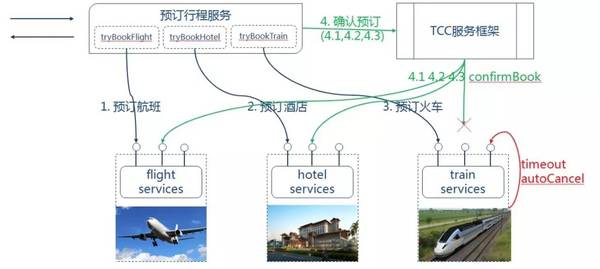 预订行程服务
tryBookFlight
tryBookHotel
tryBookTrain
4. 确认预订
(4.1,4.2,4.3)
TCC服务框架
4.1 4.2 4.3 confirmBook
1. 预订航班
2. 预订酒店
3. 预订火车
flight
services
hotel
services
train
services
timeout
autoCancel